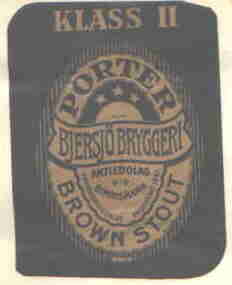 KLASS II
PORTER
BJERSJÖ BRYGGERI
AKTIEBOLAG
BROWN STOUT